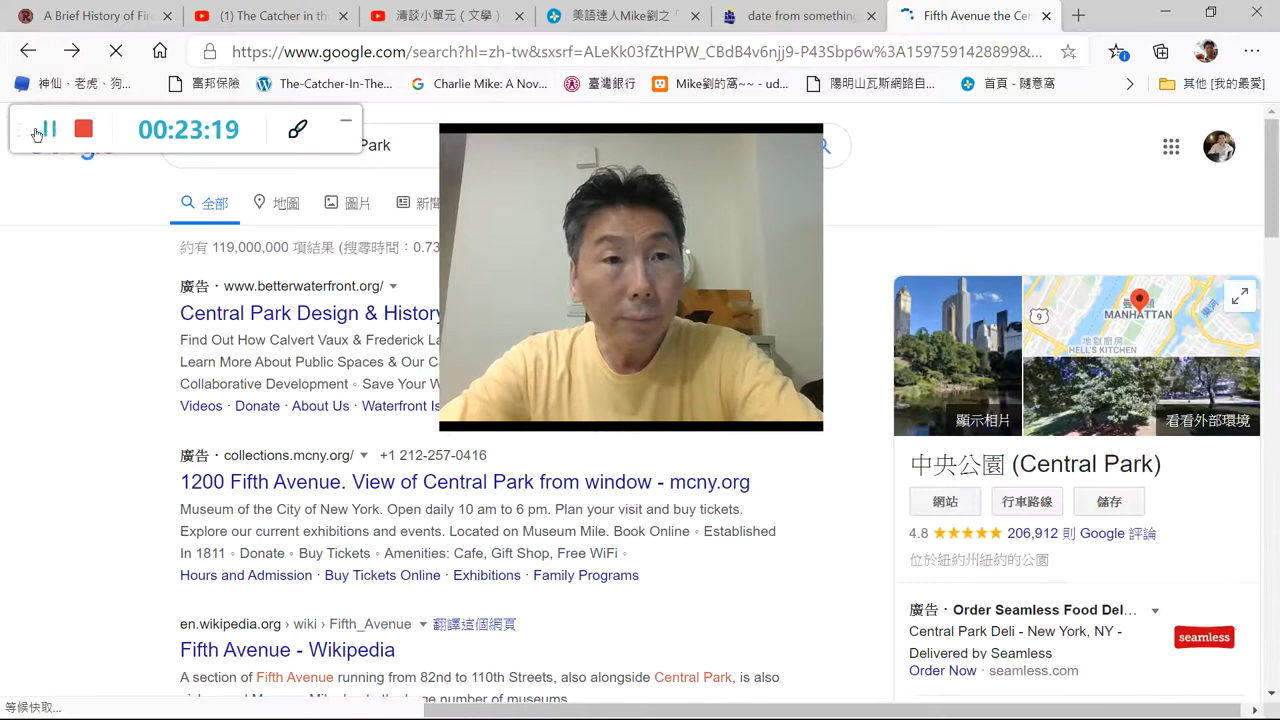 A Brief History of Fire
(1) The Catcher in the
清談小單元（文學）
美語達人Mike劉之「
date from something
Fifth Avenue the Cen
https://www.google.com/search?hl=zh-tw&sxsrf=ALeKk03fZtHPW_CBdB4v6njj9-P43Sbp6w%3A1597591428899&...
神仙、老虎、狗...
富邦保險
The-Catcher-In-The...
Charlie Mike: A Nov...
臺灣銀行
Mike劉的窩~~ - ud...
陽明山瓦斯網路自...
首頁 - 隨意窩
其他 [我的最愛]
00:23:19
Park
全部
地圖
圖片
新聞
約有 119,000,000 項結果 (搜尋時間：0.73
廣告・www.betterwaterfront.org/
Central Park Design & History
Find Out How Calvert Vaux & Frederick La
Learn More About Public Spaces & Our C
Collaborative Development ◦ Save Your W
Videos · Donate · About Us · Waterfront Is
廣告・collections.mcny.org/ +1 212-257-0416
1200 Fifth Avenue. View of Central Park from window - mcny.org
Museum of the City of New York. Open daily 10 am to 6 pm. Plan your visit and buy tickets.
Explore our current exhibitions and events. Located on Museum Mile. Book Online ◦ Established
In 1811 ◦ Donate ◦ Buy Tickets ◦ Amenities: Cafe, Gift Shop, Free WiFi ◦
Hours and Admission · Buy Tickets Online · Exhibitions · Family Programs
en.wikipedia.org › wiki › Fifth_Avenue 翻譯這個網頁
Fifth Avenue - Wikipedia
A section of Fifth Avenue running from 82nd to 110th Streets, also alongside Central Park, is also
number of museums
9
MANHATTAN
地獄廚房
HELL'S KITCHEN
顯示相片
看看外部環境
中央公園 (Central Park)
網站
行車路線
儲存
4.8 206,912 則 Google 評論
位於紐約州紐約的公園
廣告・Order Seamless Food Del...
Central Park Deli - New York, NY -
Delivered by Seamless
seamless
Order Now · seamless.com
等候快取...